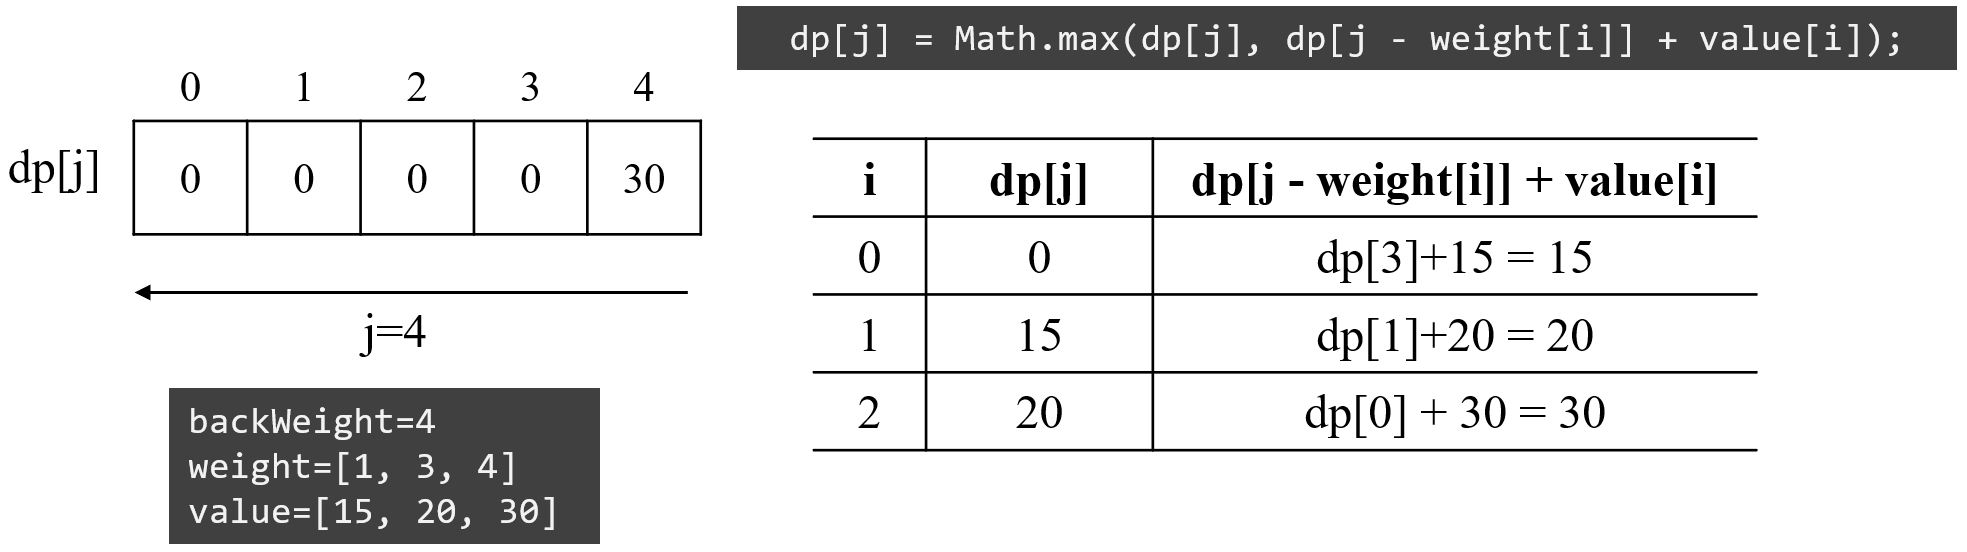 dp[j] = Math.max(dp[j], dp[j - weight[i]] + value[i]);
0 1 2 3 4
dp[j] 0 0 0 0 30
j=4
backWeight=4
weight=[1, 3, 4]
value=[15, 20, 30]
i dp[j] dp[j - weight[i]] + value[i]
0 0 dp[3]+15 = 15
1 15 dp[1]+20 = 20
2 20 dp[0] + 30 = 30